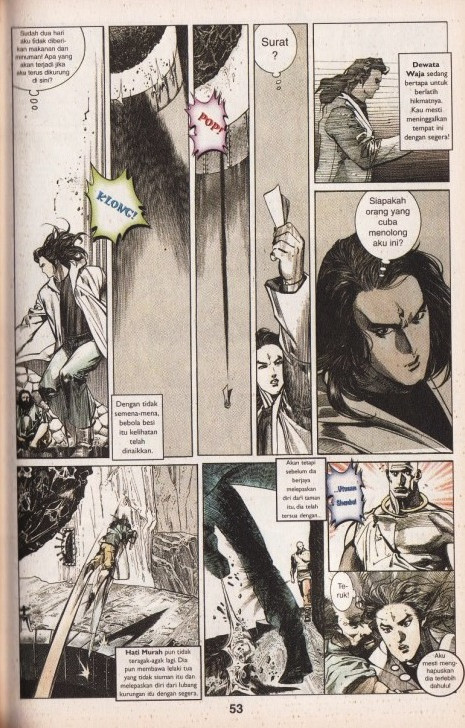 Sudah dua hari
aku tidak diberi-
kan makanan dan
minuman! Apa yang
akan terjadi jika
aku terus dikurung
di sini?
KLONG!
Dengan tidak
semena-mena,
bebola besi
itu kelihatan
telah
dinaikkan.
POP!
Surat
?
Dewata
Waja sedang
bertapa untuk
berlatih
hikmatnya.
Kau mesti
meninggalkan
tempat ini
dengan segera!
Siapakah
orang yang
cuba
menolong
aku ini?
Hati Murah pun tidak
teragak-agak lagi. Dia
pun membawa lelaki tua
yang tidak siuman itu dan
melepaskan diri dari lubang
kurungan itu dengan segera.
Akan tetapi
sebelum dia
berjaya
melepaskan
diri dari taman
itu, dia telah
tersua dengan...
Te-
ruk!
Aku
mesti meng-
hapuskan
dia terlebih
dahulu!
53